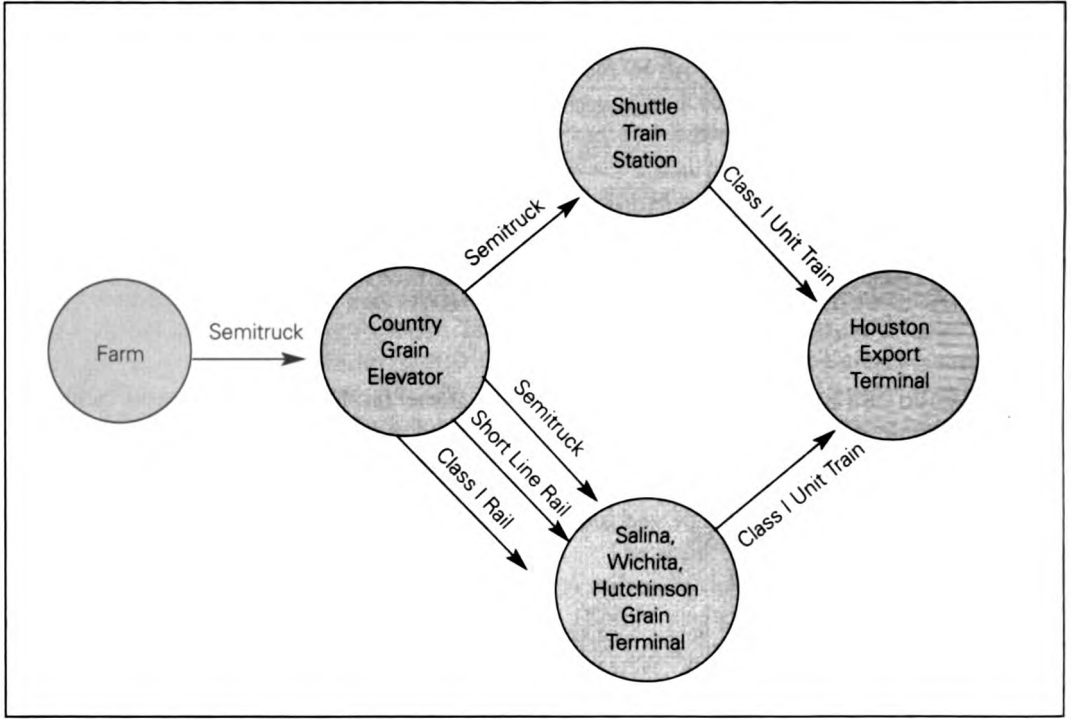 Shuttle
Train
Station
Class I Unit Train
Semitruck
Farm
Semitruck
Country
Grain
Elevator
Houston
Export
Terminal
Semitruck
Short Line Rail
Class I Rail
Class I Unit Train
Salina,
Wichita,
Hutchinson
Grain
Terminal